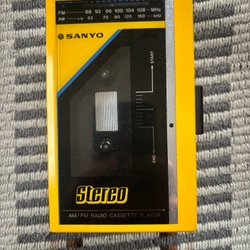 FM 88 92 96 100 104 108 MHz
AM 53 70 90 120 160 kHz
SANYO
START
END
Stereo
AM/FM RADIO CASSETTE PLAYER